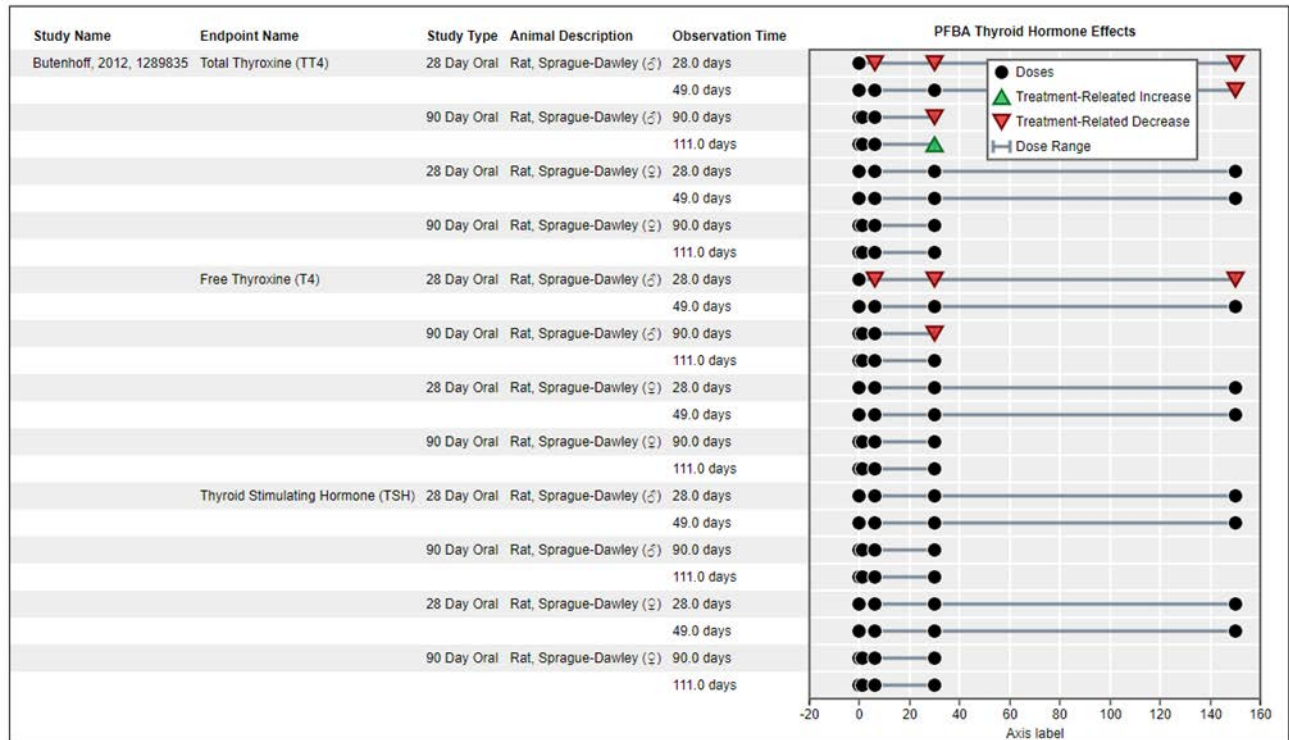 PFBA Thyroid Hormone Effects
Study Name Endpoint Name Study Type Animal Description Observation Time
Butenhoff, 2012, 1289835 Total Thyroxine (TT4) 28 Day Oral Rat, Sprague-Dawley (♂) 28.0 days
49.0 days
90 Day Oral Rat, Sprague-Dawley (♂) 90.0 days
111.0 days
28 Day Oral Rat, Sprague-Dawley (♀) 28.0 days
49.0 days
90 Day Oral Rat, Sprague-Dawley (♀) 90.0 days
111.0 days
Free Thyroxine (T4) 28 Day Oral Rat, Sprague-Dawley (♂) 28.0 days
49.0 days
90 Day Oral Rat, Sprague-Dawley (♂) 90.0 days
111.0 days
28 Day Oral Rat, Sprague-Dawley (♀) 28.0 days
49.0 days
90 Day Oral Rat, Sprague-Dawley (♀) 90.0 days
111.0 days
Thyroid Stimulating Hormone (TSH) 28 Day Oral Rat, Sprague-Dawley (♂) 28.0 days
49.0 days
90 Day Oral Rat, Sprague-Dawley (♂) 90.0 days
111.0 days
28 Day Oral Rat, Sprague-Dawley (♀) 28.0 days
49.0 days
90 Day Oral Rat, Sprague-Dawley (♀) 90.0 days
111.0 days
Doses
Treatment-Releated Increase
Treatment-Related Decrease
Dose Range
-20 0 20 40 60 80 100 120 140 160
Axis label